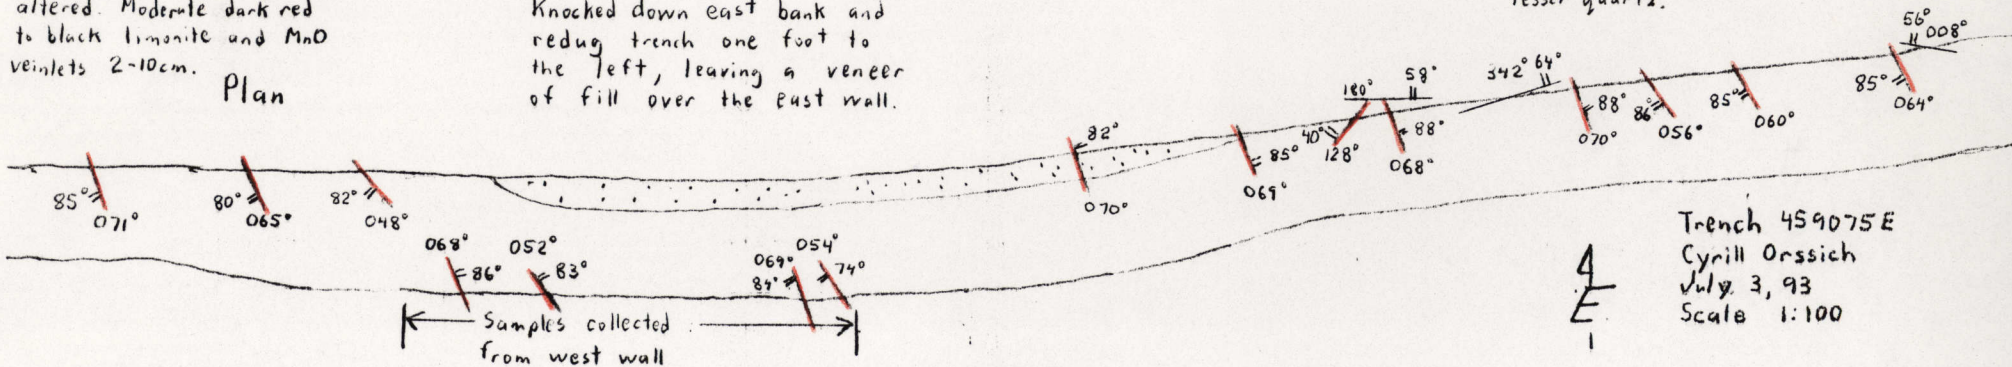 altered. Moderate dark red
to black limonite and MnO
veinlets 2-10cm.
Plan
Knocked down east bank and
redug trench one foot to
the left, leaving a veneer
of fill over the east wall.
lesser quartz.
85° 071°
80° 065°
82° 048°
068° 86°
052° 83°
069° 84°
054° 74°
82° 070°
85° 069°
180° 58°
40° 128°
88° 068°
342° 64°
88° 070°
86° 056°
85° 060°
56° 008°
85° 064°
Samples collected
from west wall
Trench 459075E
Cyrill Orssich
July 3, 93
Scale 1:100